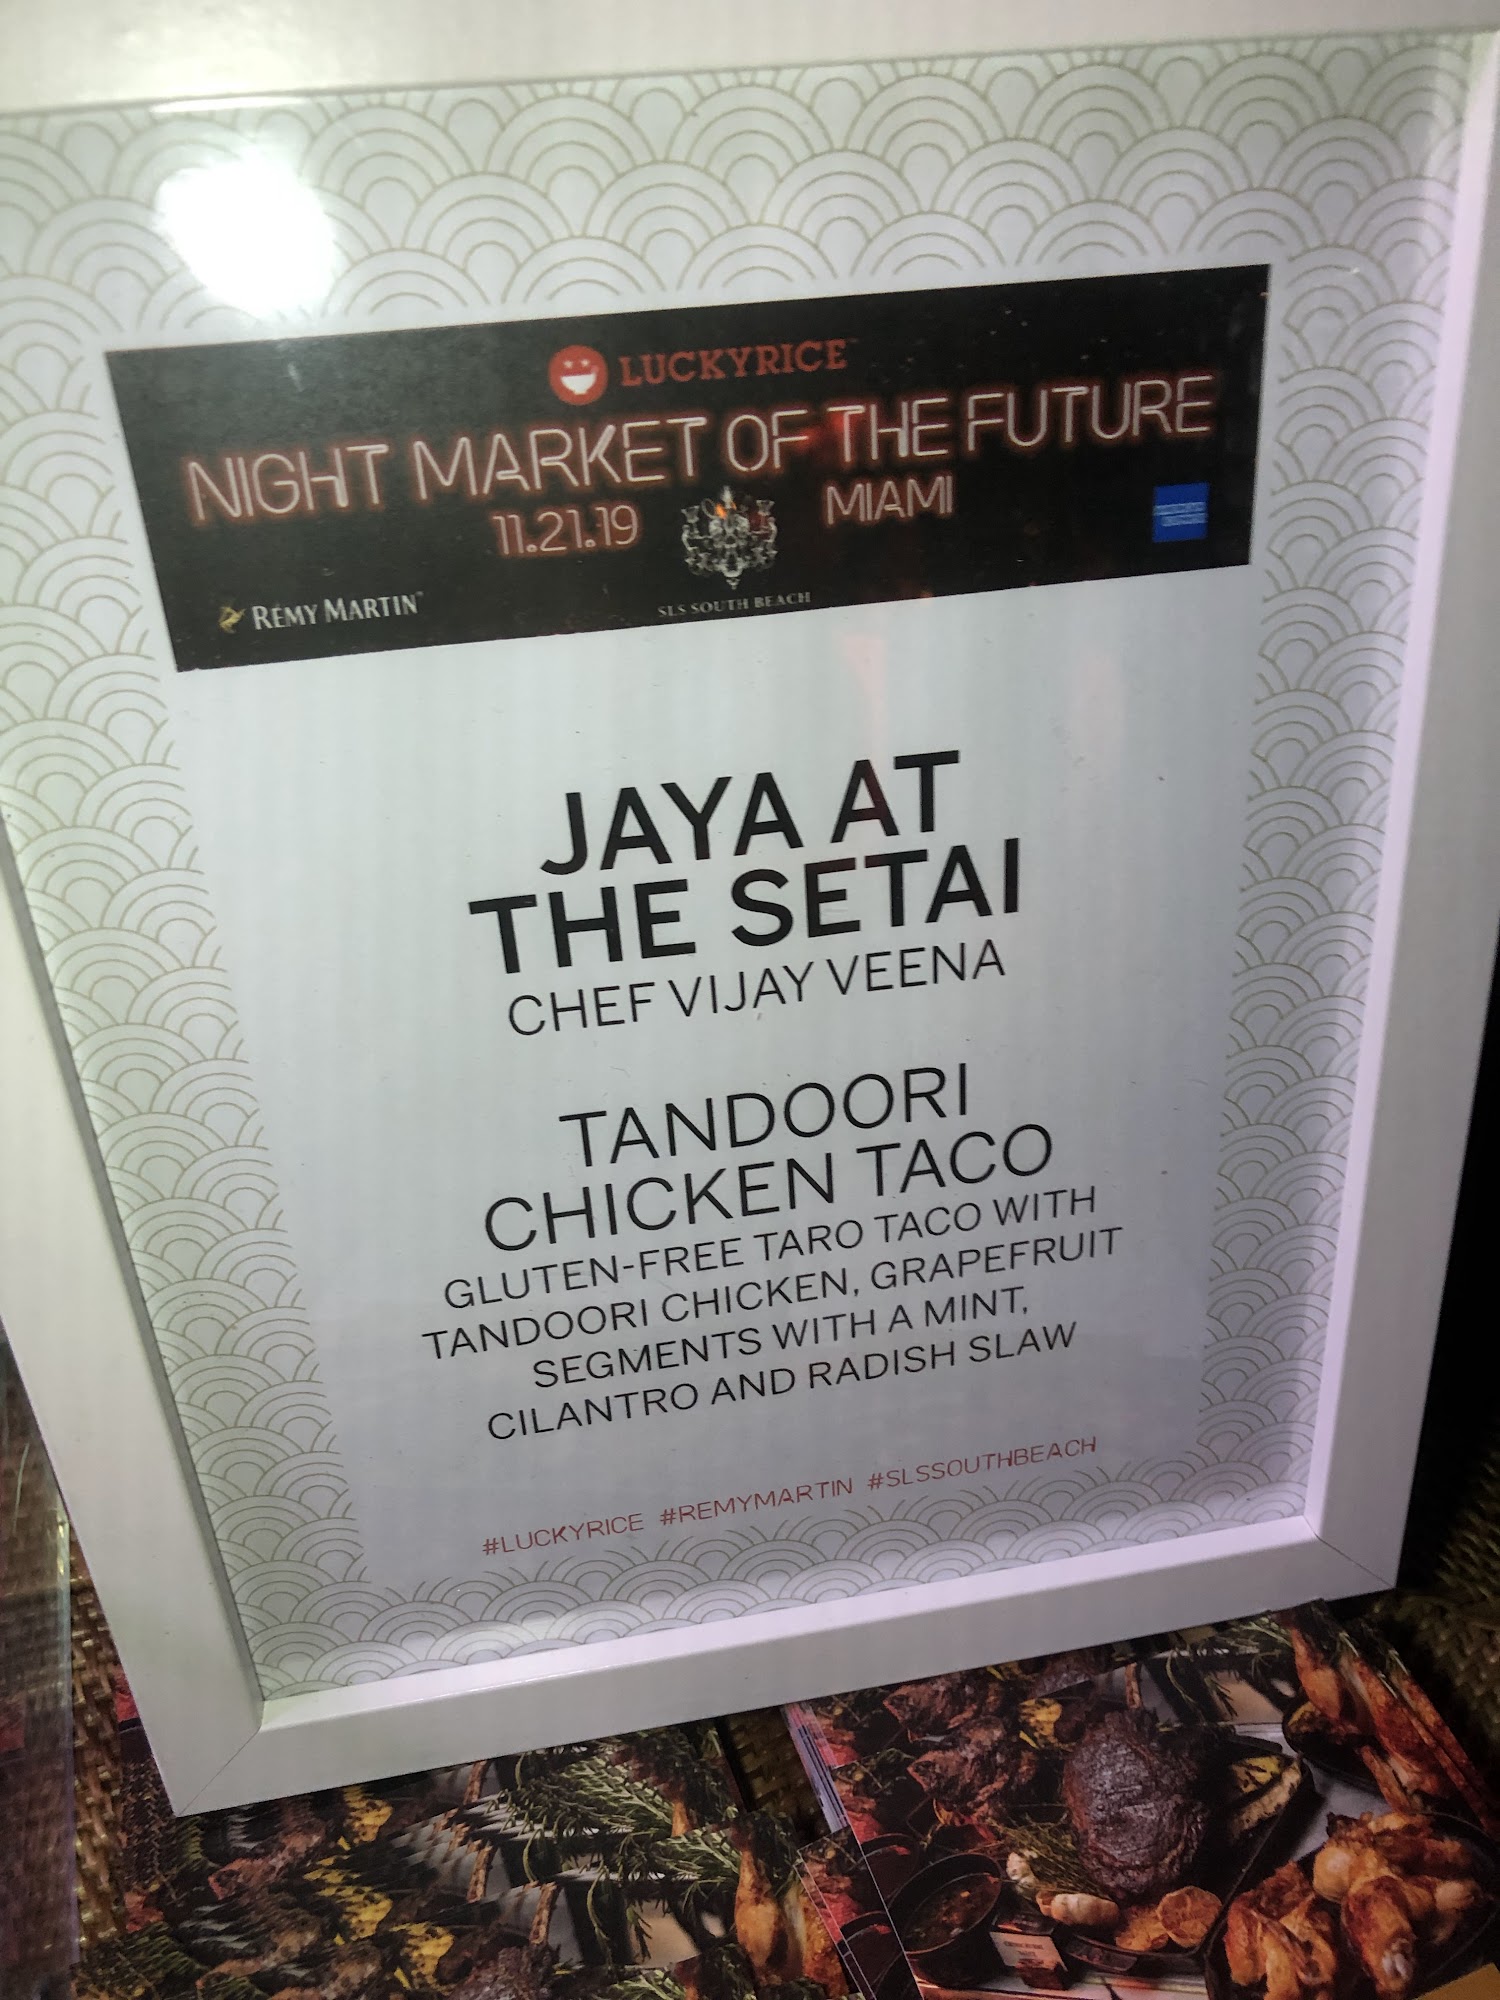 LUCKYRICE™
NIGHT MARKET OF THE FUTURE
11.21.19 MIAMI
RÉMY MARTIN®
SLS SOUTH BEACH
JAYA AT
THE SETAI
CHEF VIJAY VEENA
TANDOORI
CHICKEN TACO
GLUTEN-FREE TARO TACO WITH
TANDOORI CHICKEN, GRAPEFRUIT
SEGMENTS WITH A MINT,
CILANTRO AND RADISH SLAW
#LUCKYRICE #REMYMARTIN #SLSSOUTHBEACH